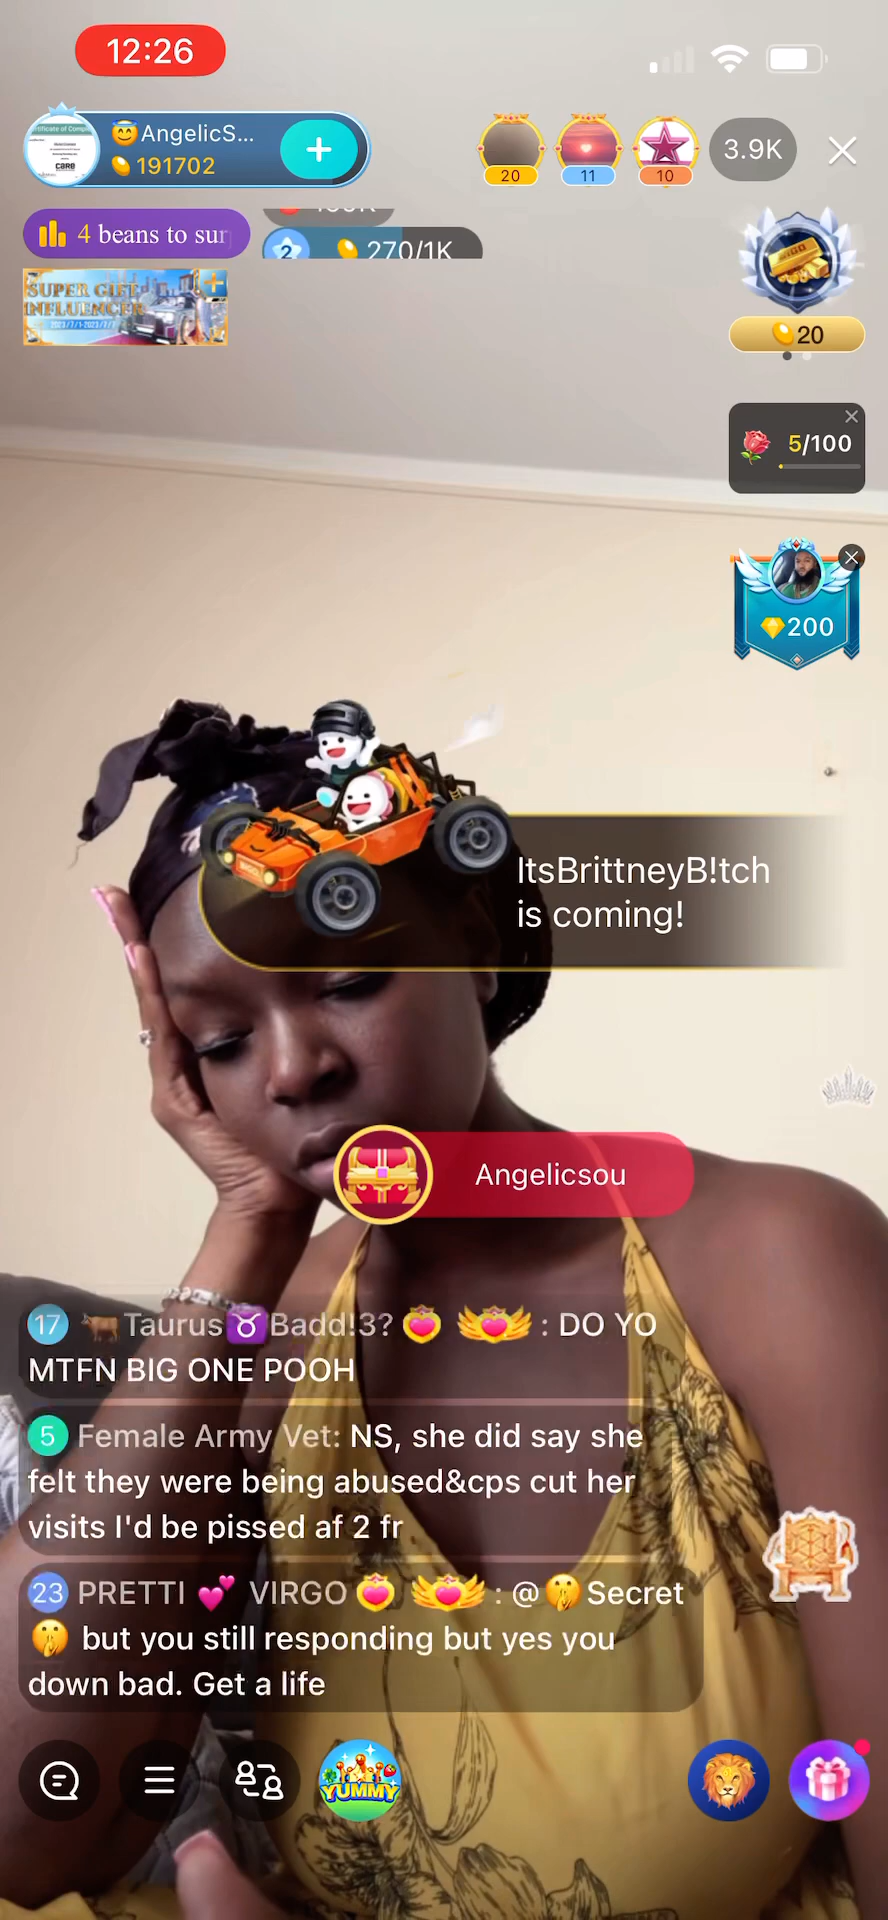 12:26
😇AngelicS...
191702
20
11
10
3.9K
4 beans to sur
2
270/1K
SUPER GIFT
INFLUENCER
20
5/100
200
ItsBrittneyB!tch
is coming!
Angelicsou
17 🐂 Taurus♉Badd!3? : DO YO
MTFN BIG ONE POOH
5 Female Army Vet: NS, she did say she
felt they were being abused&cps cut her
visits I'd be pissed af 2 fr
23 PRETTI 💕 VIRGO : @🤫Secret
🤫 but you still responding but yes you
down bad. Get a life
YUMMY